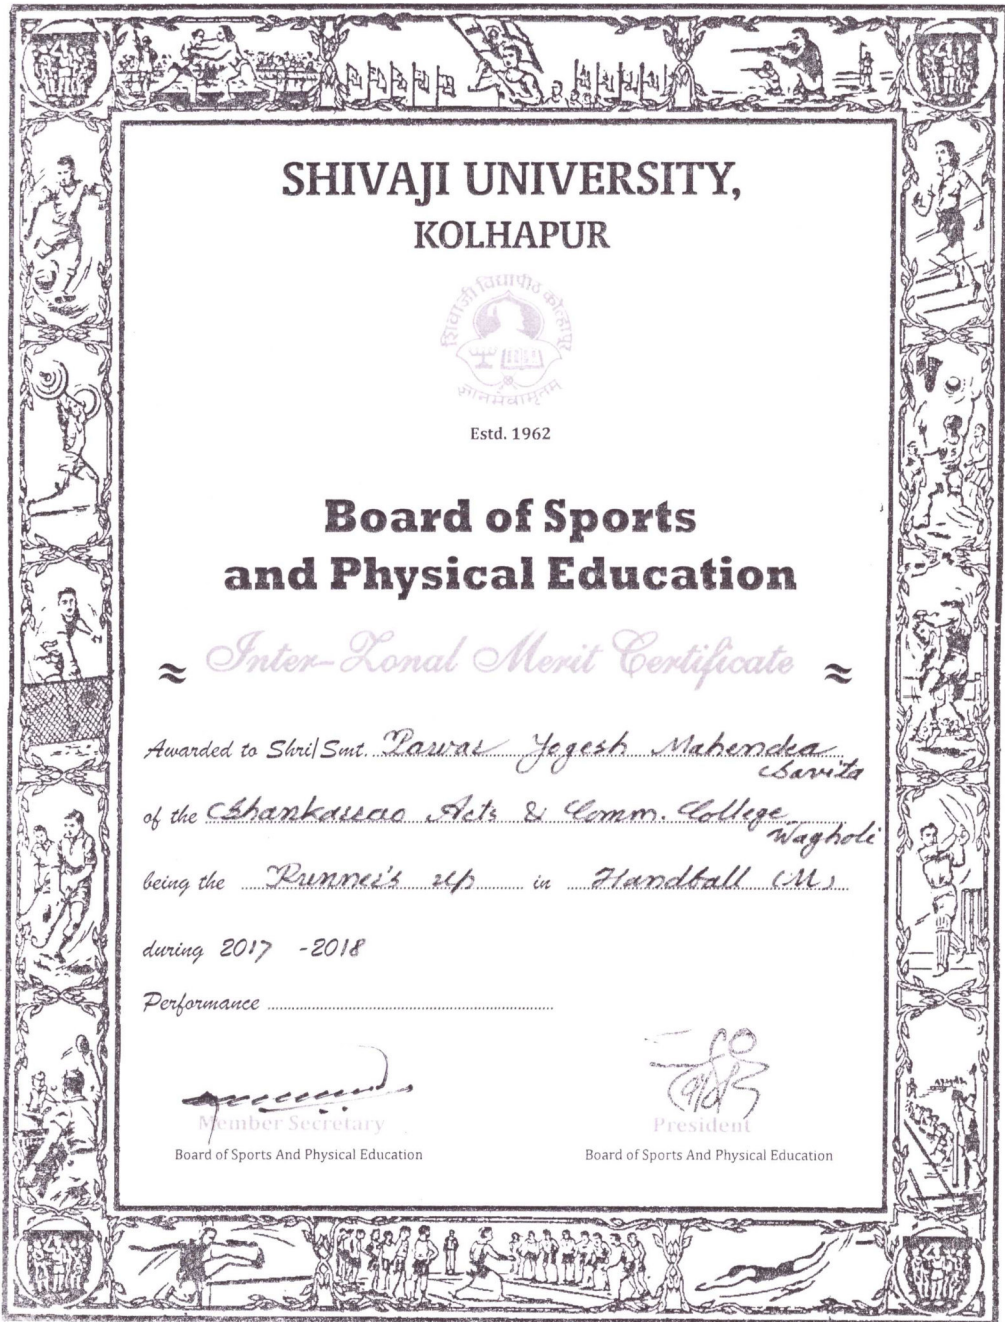 SHIVAJI UNIVERSITY,
KOLHAPUR
शिवाजी विद्यापीठ कोल्हापूर
ज्ञानमेवामृतम
Estd. 1962
Board of Sports
and Physical Education
≈ Inter-Zonal Merit Certificate ≈
Awarded to Shri/Smt. Pawar Yogesh Mahendra
Savita
of the Shankarrao Arts & Comm. College
Wagholi
being the Runner's up in Handball (M)
during 2017 -2018
Performance
Member Secretary President
Board of Sports And Physical Education Board of Sports And Physical Education